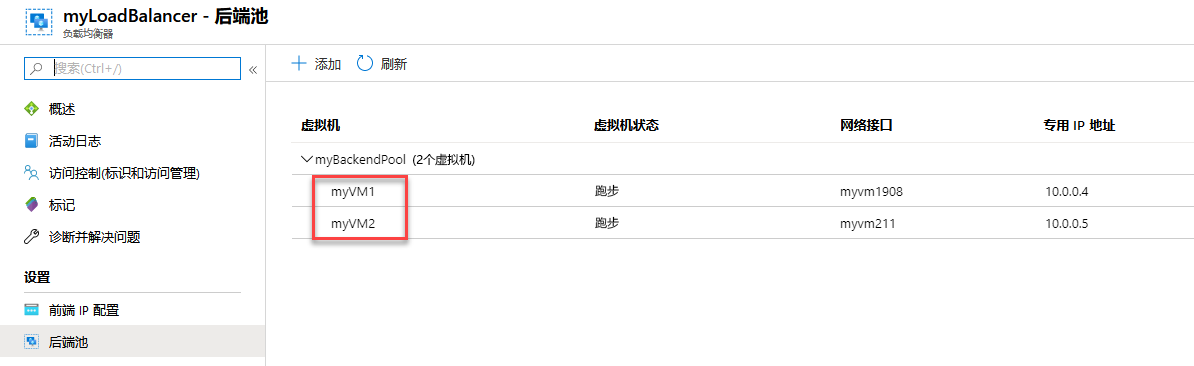 myLoadBalancer - 后端池
负载均衡器
搜索(Ctrl+/)
«
概述
活动日志
访问控制(标识和访问管理)
标记
诊断并解决问题
设置
前端 IP 配置
后端池
添加 刷新
虚拟机 虚拟机状态 网络接口 专用 IP 地址
myBackendPool (2个虚拟机)
myVM1 跑步 myvm1908 10.0.0.4
myVM2 跑步 myvm211 10.0.0.5